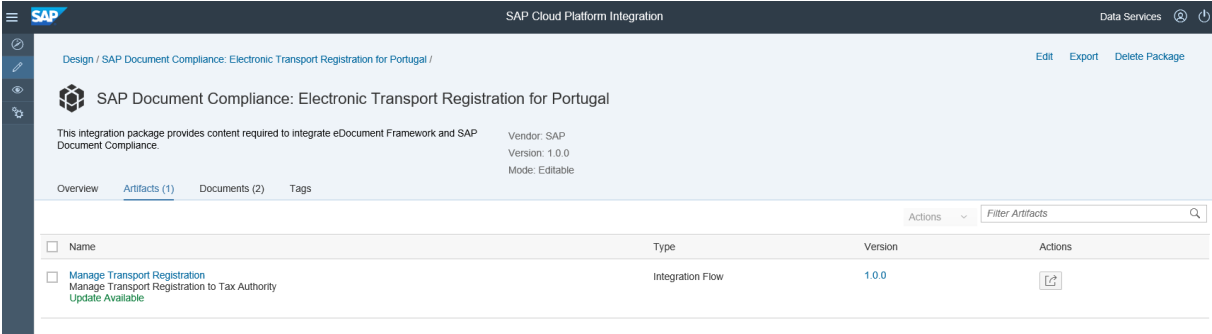 SAP
SAP Cloud Platform Integration
Data Services
Design / SAP Document Compliance: Electronic Transport Registration for Portugal /
Edit Export Delete Package
SAP Document Compliance: Electronic Transport Registration for Portugal
This integration package provides content required to integrate eDocument Framework and SAP
Document Compliance.
Vendor: SAP
Version: 1.0.0
Mode: Editable
Overview Artifacts (1) Documents (2) Tags
Actions Filter Artifacts
Name Type Version Actions
Manage Transport Registration Integration Flow 1.0.0
Manage Transport Registration to Tax Authority
Update Available